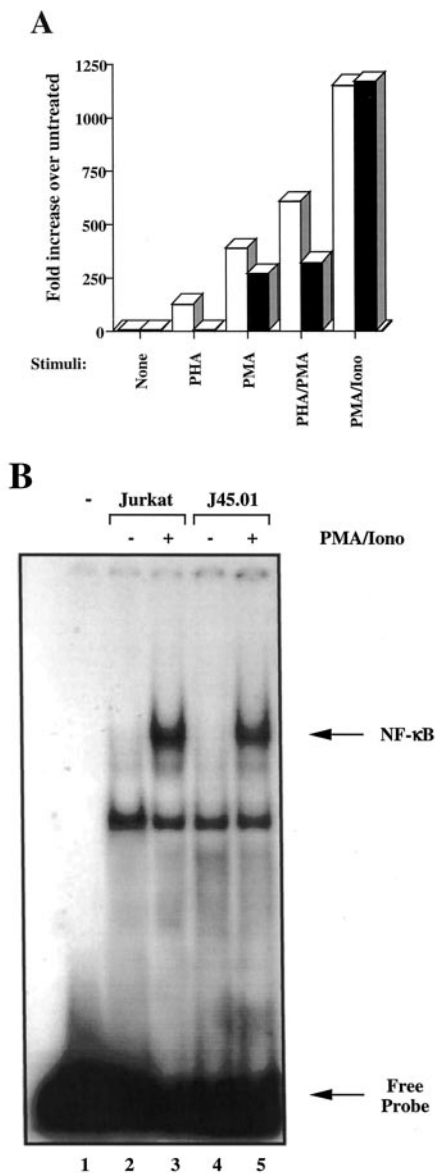 A
Fold increase over untreated
1250
1000
750
500
250
0
Stimuli:
None
PHA
PMA
PHA/PMA
PMA/Iono
B
- Jurkat J45.01
- + - + PMA/Iono
NF-κB
Free
Probe
1 2 3 4 5